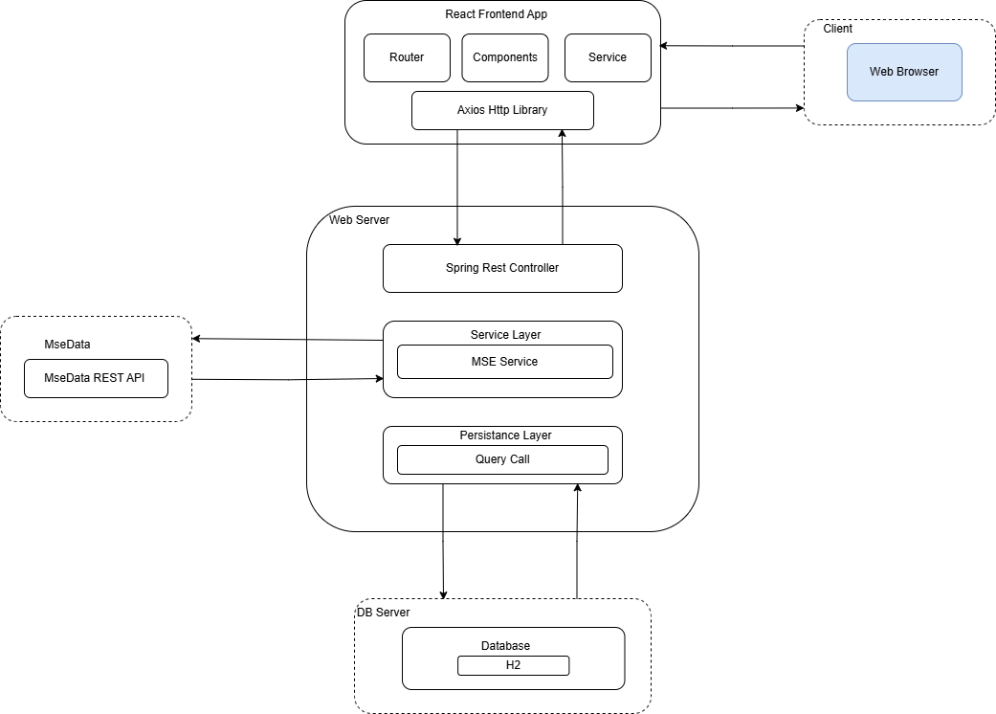 React Frontend App
Client
Router
Components
Service
Web Browser
Axios Http Library
Web Server
Spring Rest Controller
Service Layer
MSE Service
MseData
MseData REST API
Persistance Layer
Query Call
DB Server
Database
H2